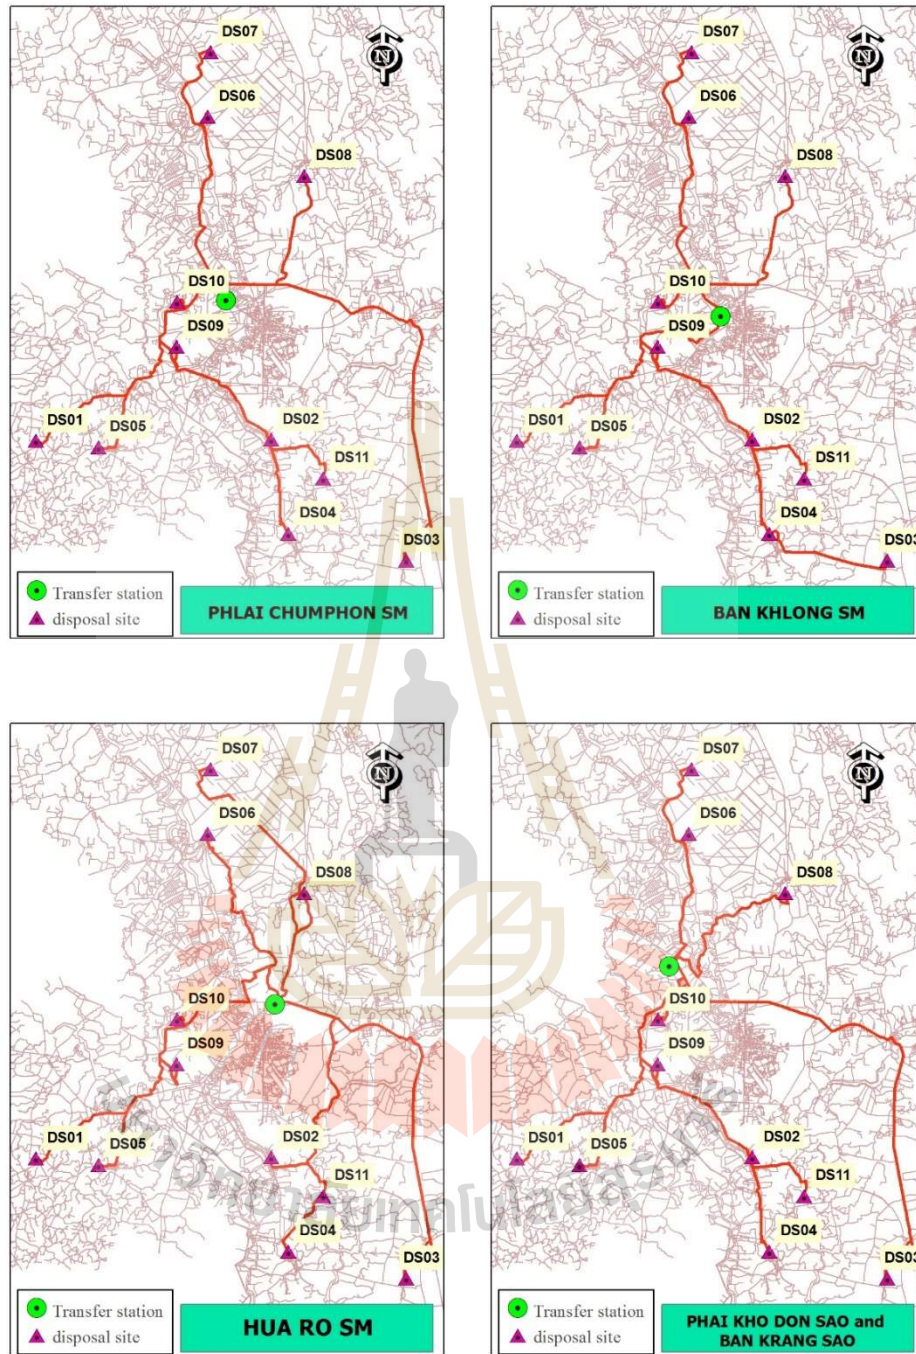 DS07
N
DS06
DS08
DS10
DS09
DS01
DS05
DS02
DS11
DS04
DS03
Transfer station
disposal site
PHLAI CHUMPHON SM
DS07
N
DS06
DS08
DS10
DS09
DS01
DS05
DS02
DS11
DS04
DS03
Transfer station
disposal site
BAN KHLONG SM
DS07
N
DS06
DS08
DS10
DS09
DS01
DS05
DS02
DS11
DS04
DS03
Transfer station
disposal site
HUA RO SM
DS07
N
DS06
DS08
DS10
DS09
DS01
DS05
DS02
DS11
DS04
DS03
Transfer station
disposal site
PHAI KHO DON SAO and
BAN KRANG SAO